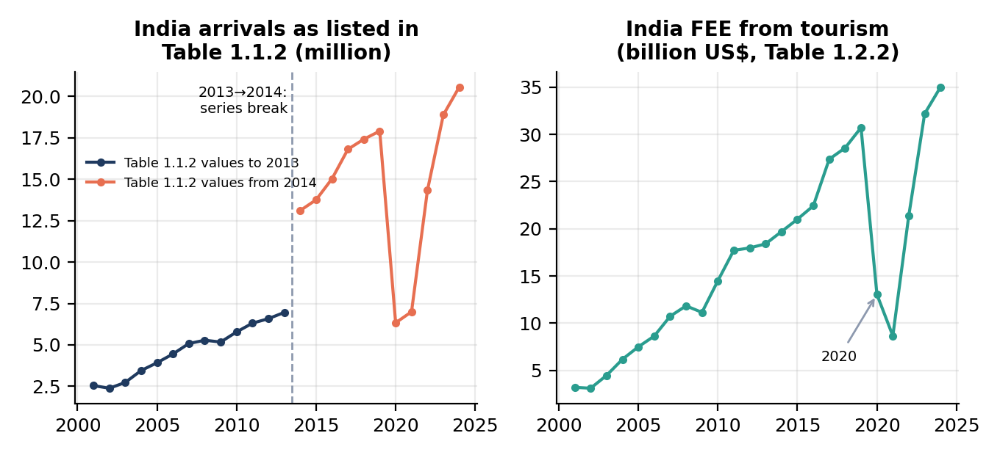 India arrivals as listed in
Table 1.1.2 (million)
20.0
17.5
15.0
12.5
10.0
7.5
5.0
2.5
2013→2014:
series break
Table 1.1.2 values to 2013
Table 1.1.2 values from 2014
2000 2005 2010 2015 2020 2025
India FEE from tourism
(billion US$, Table 1.2.2)
35
30
25
20
15
10
5
2020
2000 2005 2010 2015 2020 2025